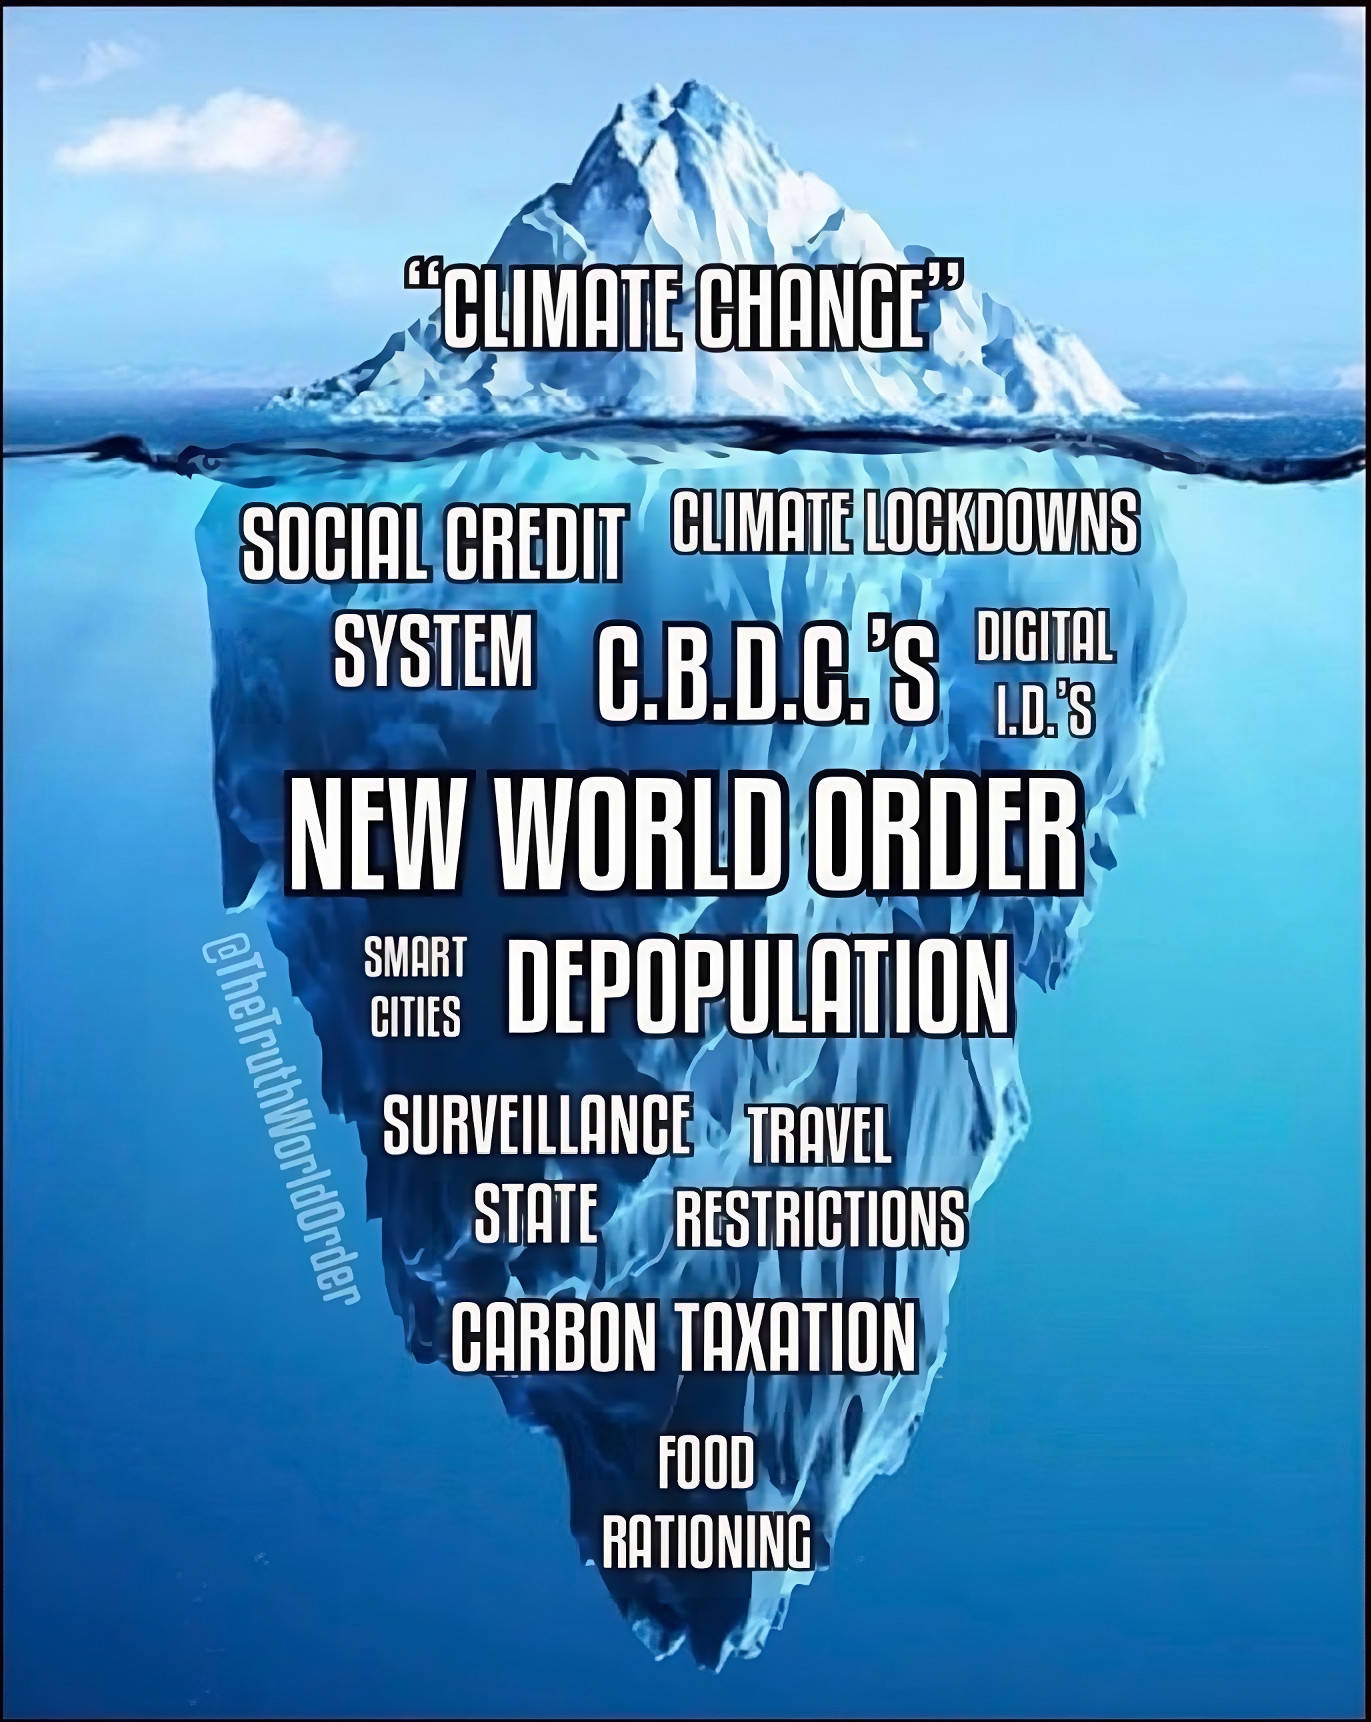 “CLIMATE CHANGE”
SOCIAL CREDIT
SYSTEM
CLIMATE LOCKDOWNS
C.B.D.C.’S
DIGITAL
I.D.’S
NEW WORLD ORDER
SMART
CITIES
DEPOPULATION
SURVEILLANCE
STATE
TRAVEL
RESTRICTIONS
CARBON TAXATION
FOOD
RATIONING
@TheTruthWorldOrder